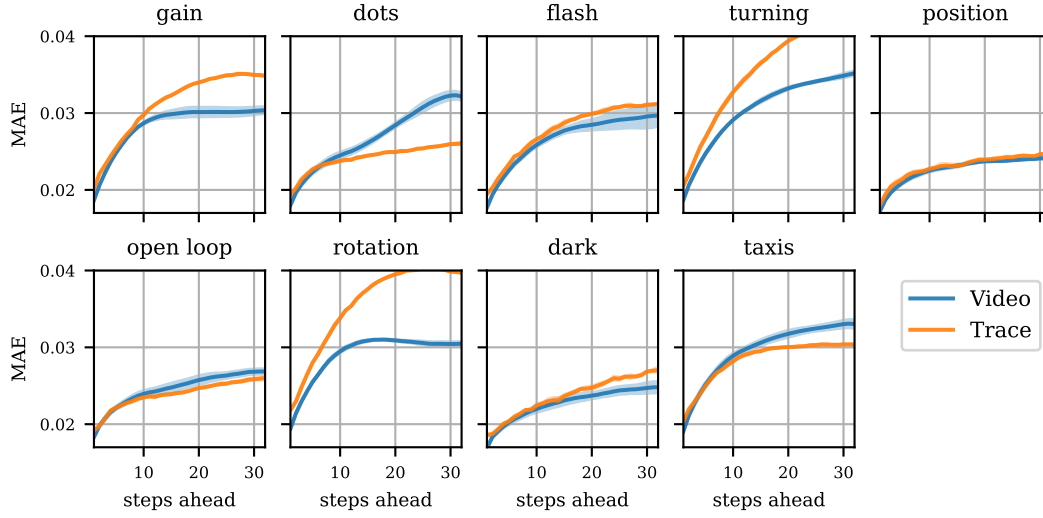 gain dots flash turning position
0.04
0.03
0.02
MAE
open loop rotation dark taxis
0.04
0.03
0.02
MAE
Video
Trace
10 20 30 10 20 30 10 20 30 10 20 30
steps ahead steps ahead steps ahead steps ahead